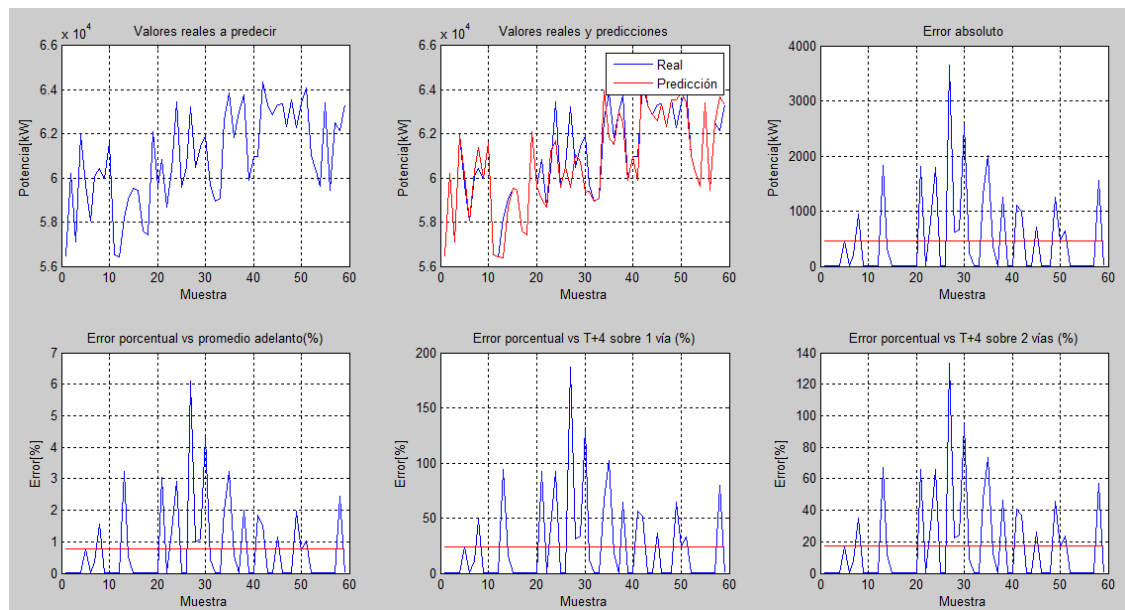 Valores reales a predecir
x 10⁴
6.6
6.4
6.2
6
5.8
5.6
Potencia[kW]
0 10 20 30 40 50 60
Muestra
Valores reales y predicciones
x 10⁴
6.6
6.4
6.2
6
5.8
5.6
Potencia[kW]
Real
Predicción
0 10 20 30 40 50 60
Muestra
Error absoluto
4000
3000
2000
1000
0
Potencia[kW]
0 10 20 30 40 50 60
Muestra
Error porcentual vs promedio adelanto(%)
7
6
5
4
3
2
1
0
Error[%]
0 10 20 30 40 50 60
Muestra
Error porcentual vs T+4 sobre 1 vía (%)
200
150
100
50
0
Error[%]
0 10 20 30 40 50 60
Muestra
Error porcentual vs T+4 sobre 2 vías (%)
140
120
100
80
60
40
20
0
Error[%]
0 10 20 30 40 50 60
Muestra